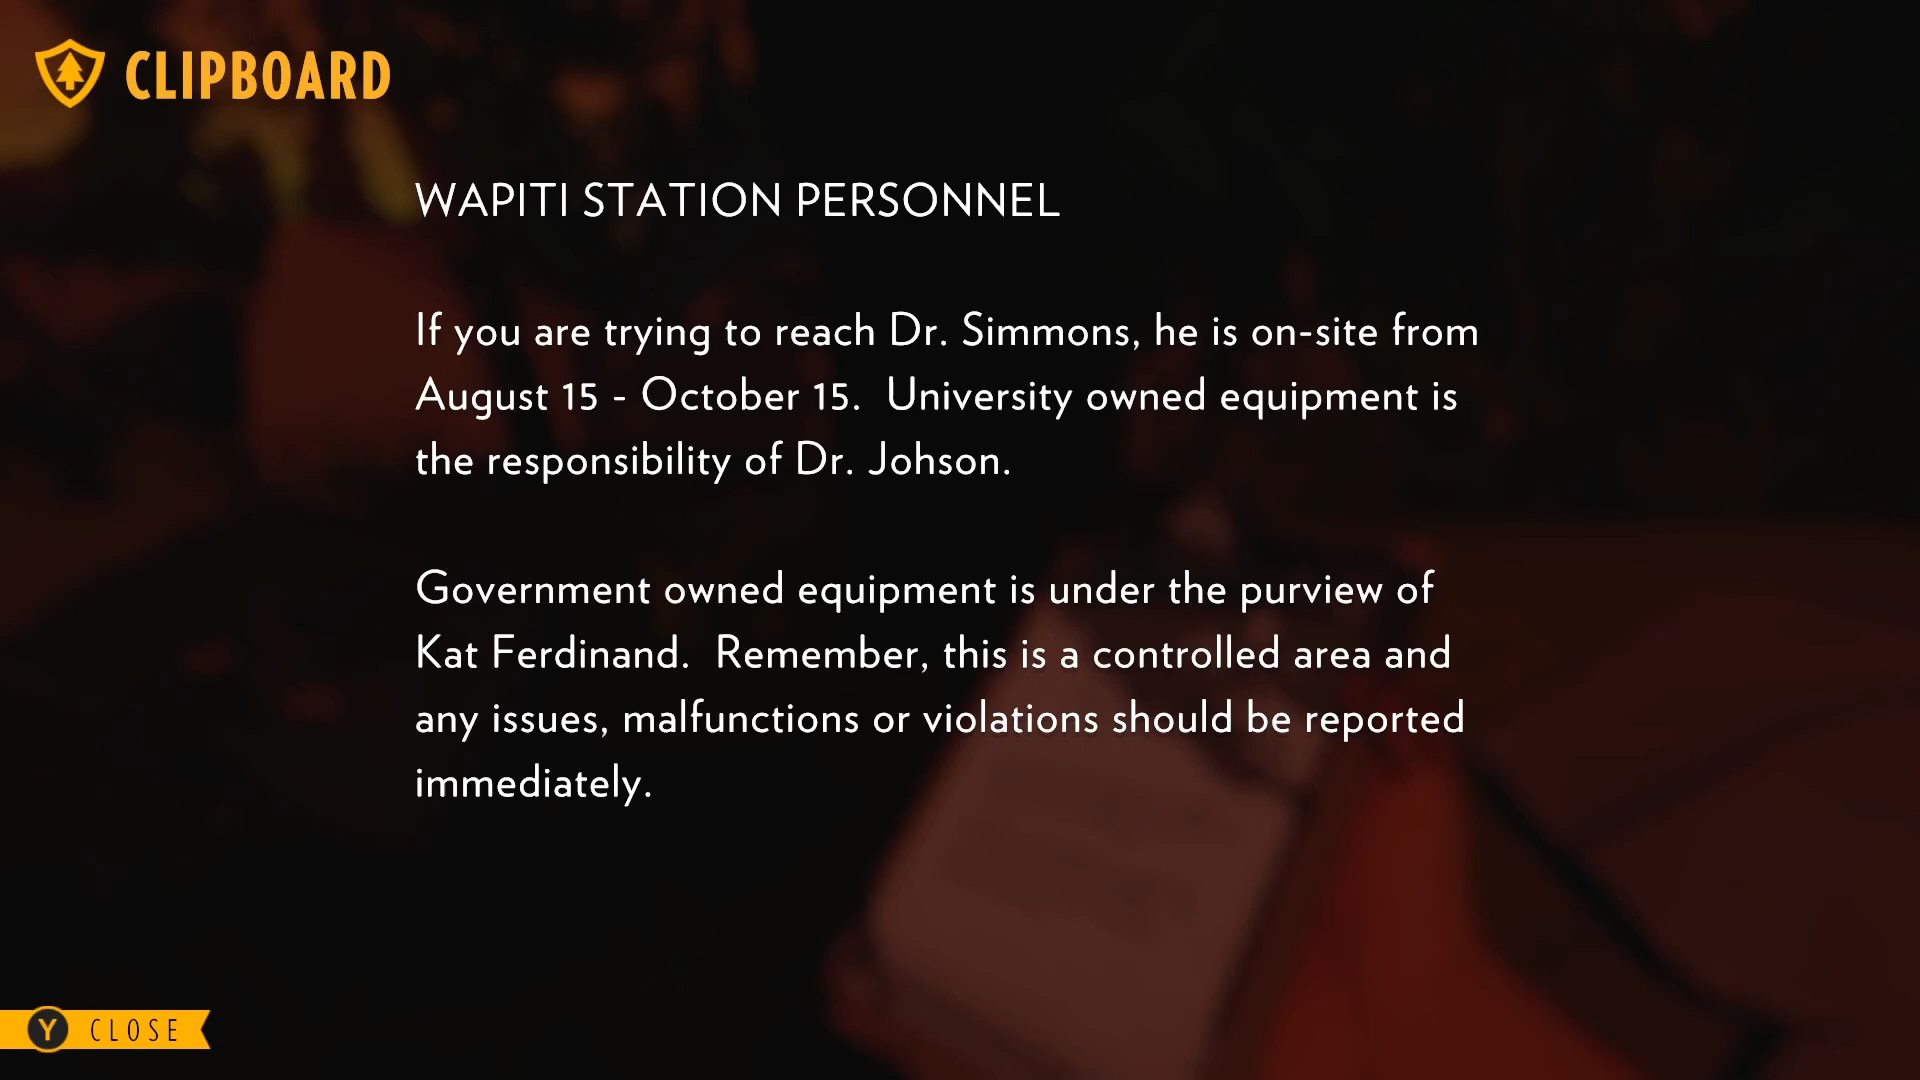 CLIPBOARD
WAPITI STATION PERSONNEL
If you are trying to reach Dr. Simmons, he is on-site from
August 15 - October 15.  University owned equipment is
the responsibility of Dr. Johson.
Government owned equipment is under the purview of
Kat Ferdinand.  Remember, this is a controlled area and
any issues, malfunctions or violations should be reported
immediately.
Y CLOSE